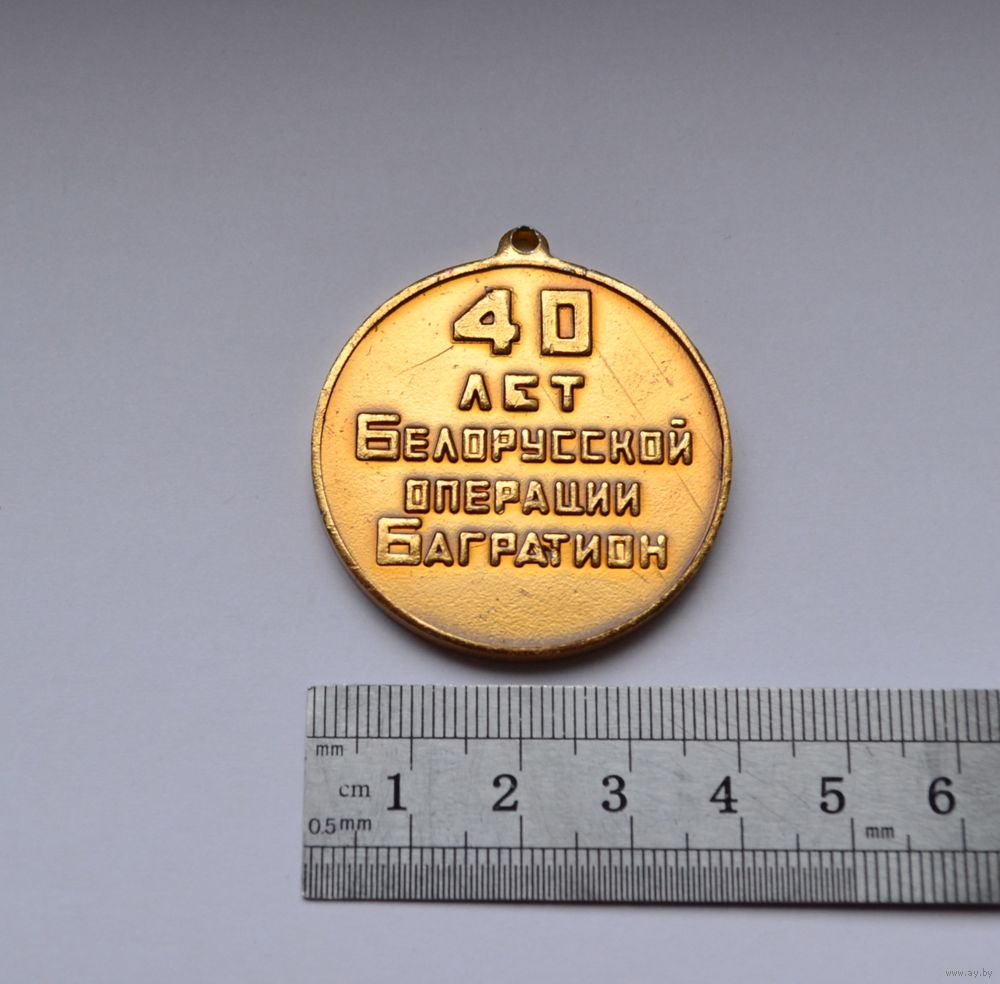 40
ЛЕТ
БЕЛОРУССКОЙ
ОПЕРАЦИИ
БАГРАТИОН
mm
cm 1 2 3 4 5 6
0.5mm mm
www.ay.by